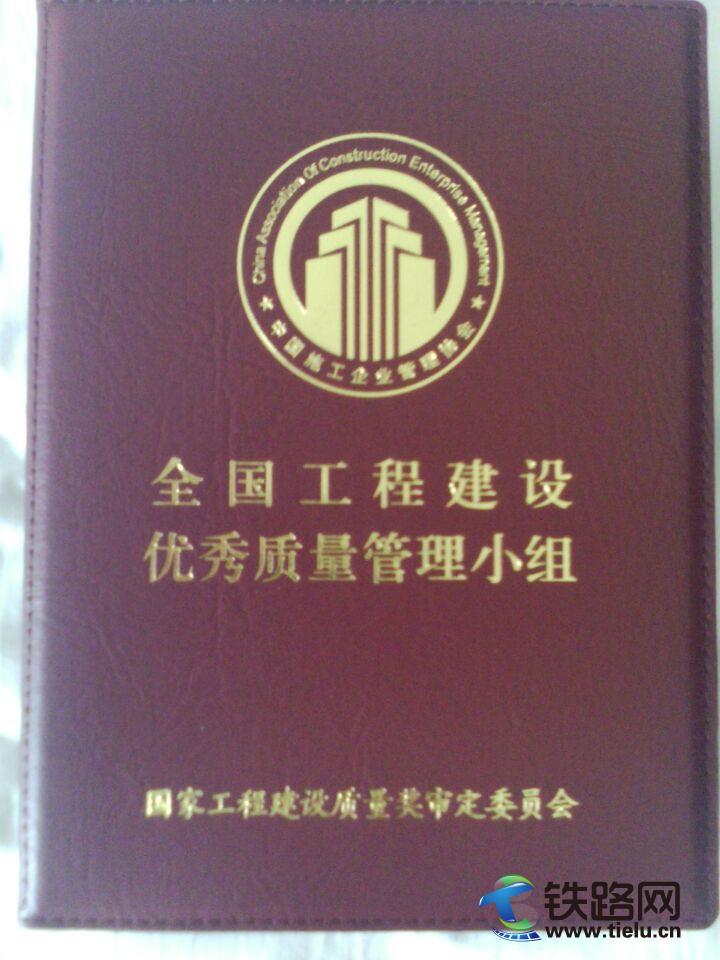 China Association Of Construction Enterprise Management
中国施工企业管理协会
全国工程建设
优秀质量管理小组
国家工程建设质量奖审定委员会
铁路网
www.tielu.cn